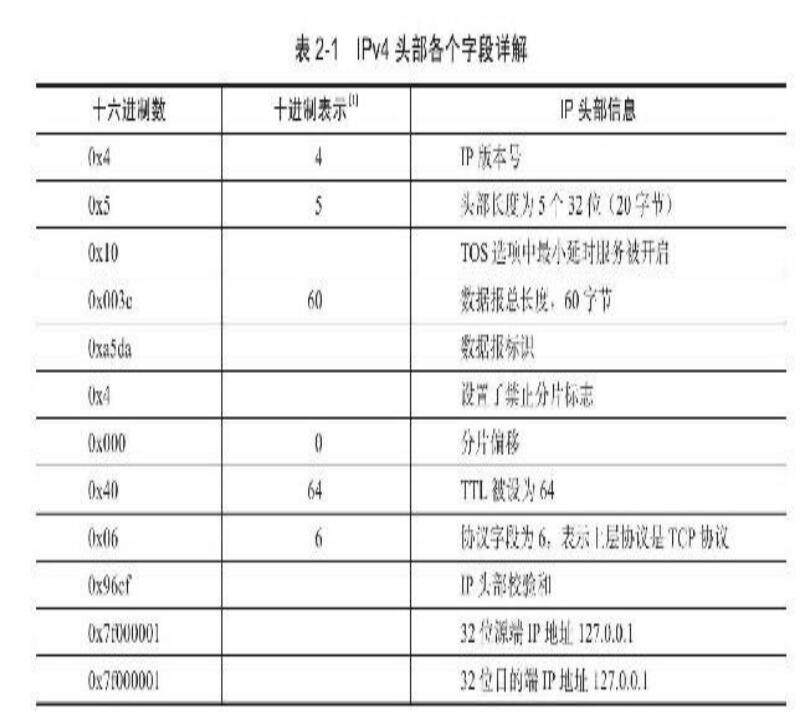 表 2-1 IPv4 头部各个字段详解
十六进制数 十进制表示[1] IP 头部信息
0x4 4 IP 版本号
0x5 5 头部长度为 5 个 32 位（20 字节）
0x10 TOS 选项中最小延时服务被开启
0x003c 60 数据报总长度，60 字节
0xa5da 数据报标识
0x4 设置了禁止分片标志
0x000 0 分片偏移
0x40 64 TTL 被设为 64
0x06 6 协议字段为 6，表示上层协议是 TCP 协议
0x96cf IP 头部校验和
0x7f000001 32 位源端 IP 地址 127.0.0.1
0x7f000001 32 位目的端 IP 地址 127.0.0.1